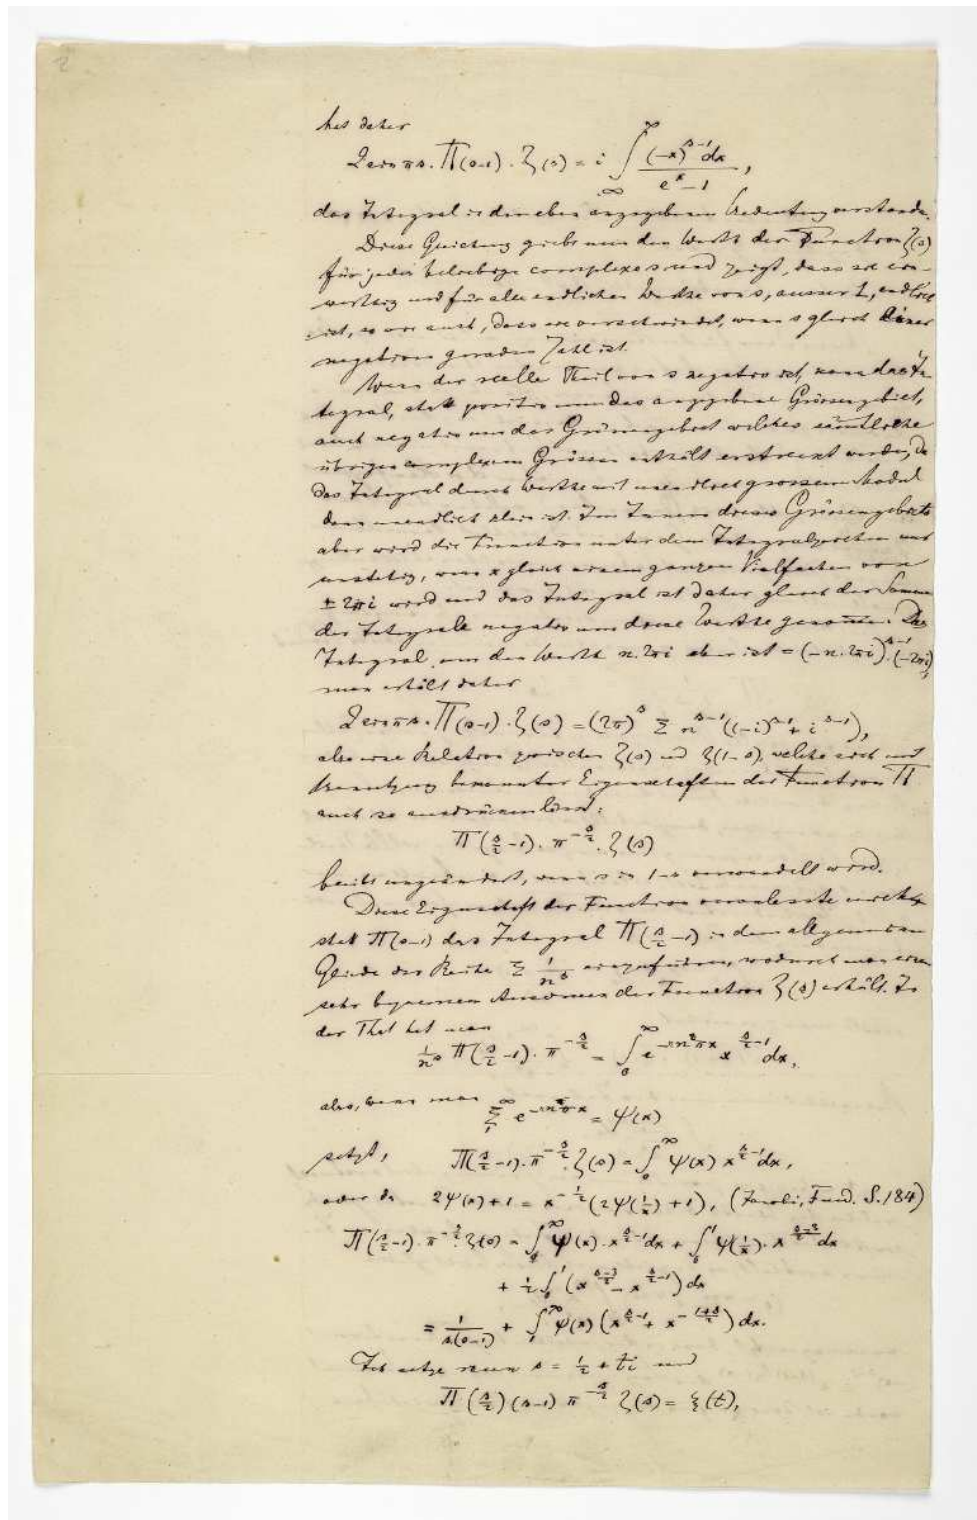 2
hat daher
2 sin πs . Π(s-1) . ζ(s) = i ∫_∞^∞ (-x)^{s-1} dx / (e^x - 1),
das Integral in der eben angegebenen Bedeutung verstanden.
Diese Gleichung giebt nun den Werth der Function ζ(s)
für jedes beliebige complexe s und zeigt, dass sie ein-
werthig und für alle endlichen Werthe von s, ausser 1, endlich
ist, so wie auch, dass sie verschwindet, wenn s gleich einer
negativen geraden Zahl ist.
Wenn der reelle Theil von s negativ ist, kann das In-
tegral, statt positiv um das angegebene Grössengebiet,
auch negativ um das Grössengebiet welches sämtliche
übrigen complexen Grössen enthält erstreckt werden, da
das Integral durch Werthe mit unendlich grossem Modul
dann unendlich klein ist. Im Innern dieses Grössengebiets
aber wird die Function unter dem Integralzeichen nur
unstetig, wenn x gleich einem ganzen Vielfachen von
± 2πi wird und das Integral ist daher gleich der Summe
der Integrale negativ um diese Werthe genommen. Das
Integral um den Werth n.2πi aber ist = (-n.2πi)^{s-1}.(-2πi),
man erhält daher
2 sin πs . Π(s-1) . ζ(s) = (2π)^s Σ n^{s-1}((-i)^{s-1} + i^{s-1}),
also eine Relation zwischen ζ(s) und ζ(1-s), welche sich mit
Benutzung bekannter Eigenschaften der Function Π
auch so ausdrücken lässt:
Π(s/2 -1). π^{-s/2} . ζ(s)
bleibt ungeändert, wenn s in 1-s verwandelt wird.
Diese Eigenschaft der Function veranlasste mich
statt Π(s-1) das Integral Π(s/2 -1) in dem allgemeinen
Gliede der Reihe Σ 1/n^s einzuführen, wodurch man einen
sehr bequemen Ausdruck der Function ζ(s) erhält. In
der That hat man
1/n^s Π(s/2 -1). π^{-s/2} = ∫_0^∞ e^{-n²πx} x^{s/2 -1} dx,
also, wenn man Σ_1^∞ e^{-n²πx} = ψ(x)
setzt, Π(s/2 -1). π^{-s/2} . ζ(s) = ∫_0^∞ ψ(x) x^{s/2 -1} dx,
oder da 2ψ(x)+1 = x^{-1/2} (2ψ(1/x) +1), (Jacobi, Fund. S. 184)
Π(s/2 -1). π^{-s/2} . ζ(s) = ∫_1^∞ ψ(x) . x^{s/2 -1} dx + ∫_0^1 ψ(1/x) . x^{(s-3)/2} dx
+ 1/2 ∫_0^1 (x^{(s-3)/2} - x^{s/2 -1}) dx
= 1/(s(s-1)) + ∫_1^∞ ψ(x) (x^{s/2 -1} + x^{-(1+s)/2}) dx.
Ich setze nun s = 1/2 + ti und
Π(s/2) (s-1) π^{-s/2} ζ(s) = ξ(t),